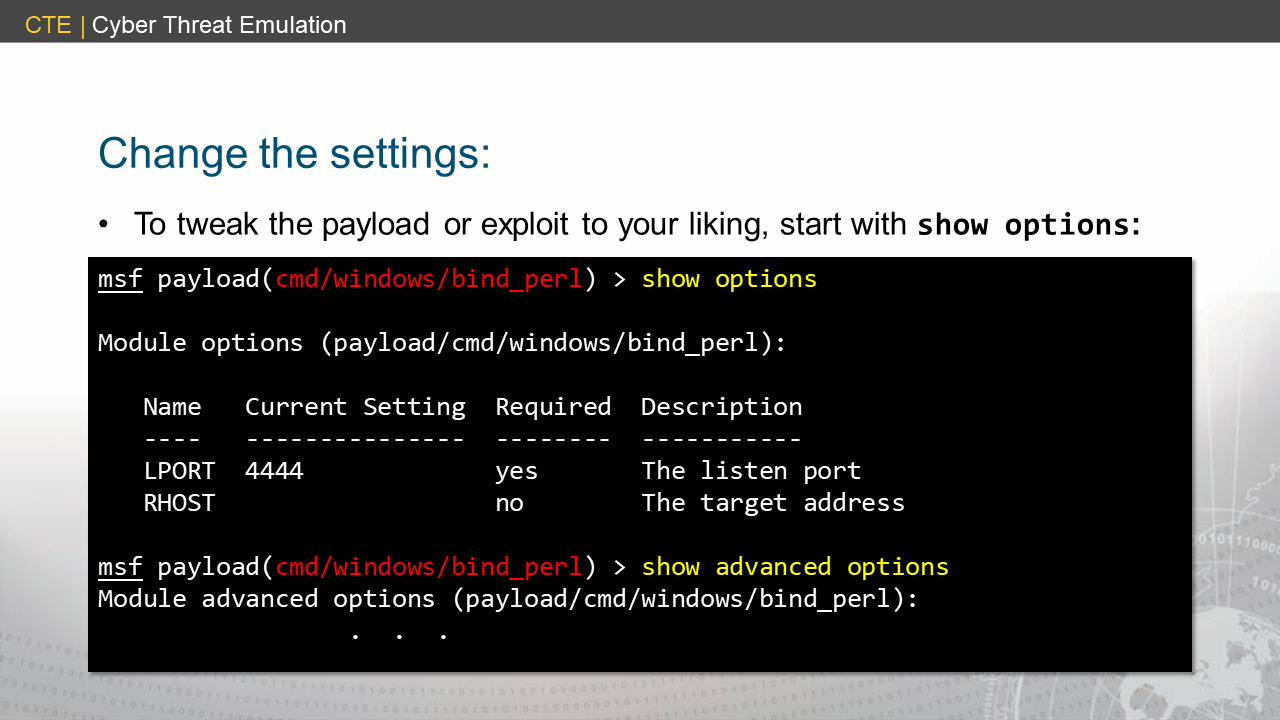 CTE | Cyber Threat Emulation
Change the settings:
• To tweak the payload or exploit to your liking, start with show options:
msf payload(cmd/windows/bind_perl) > show options
Module options (payload/cmd/windows/bind_perl):
Name Current Setting Required Description
---- --------------- -------- -----------
LPORT 4444 yes The listen port
RHOST no The target address
msf payload(cmd/windows/bind_perl) > show advanced options
Module advanced options (payload/cmd/windows/bind_perl):
. . .